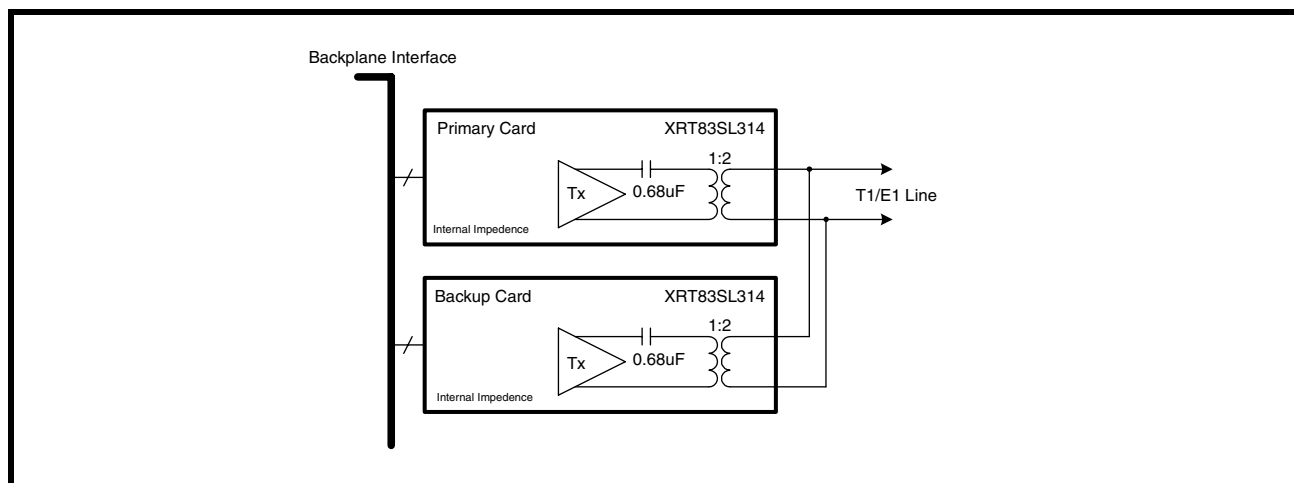 Backplane Interface
Primary Card XRT83SL314
1:2
Tx 0.68uF
T1/E1 Line
Internal Impedence
Backup Card XRT83SL314
1:2
Tx 0.68uF
Internal Impedence